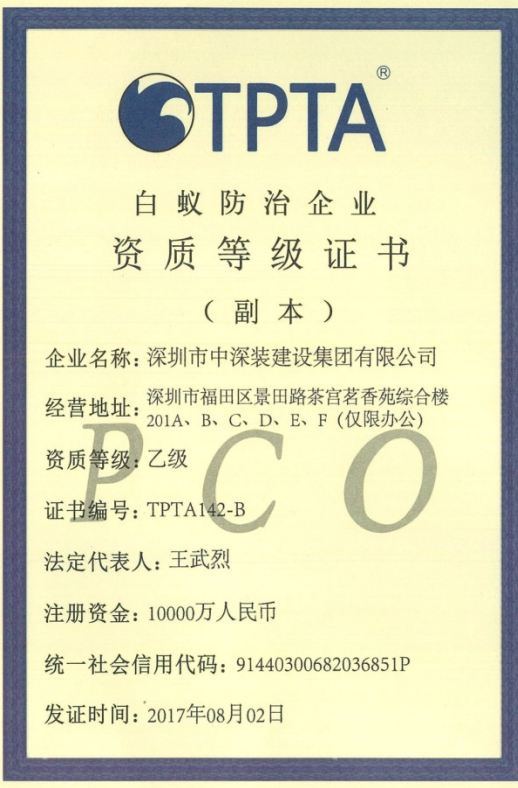 TPTA®
白蚁防治企业
资质等级证书
（副本）
企业名称：深圳市中深装建设集团有限公司
经营地址：深圳市福田区景田路茶宫茗香苑综合楼
201A、B、C、D、E、F（仅限办公）
PCO
资质等级：乙级
证书编号：TPTA142-B
法定代表人：王武烈
注册资金：10000万人民币
统一社会信用代码：91440300682036851P
发证时间：2017年08月02日